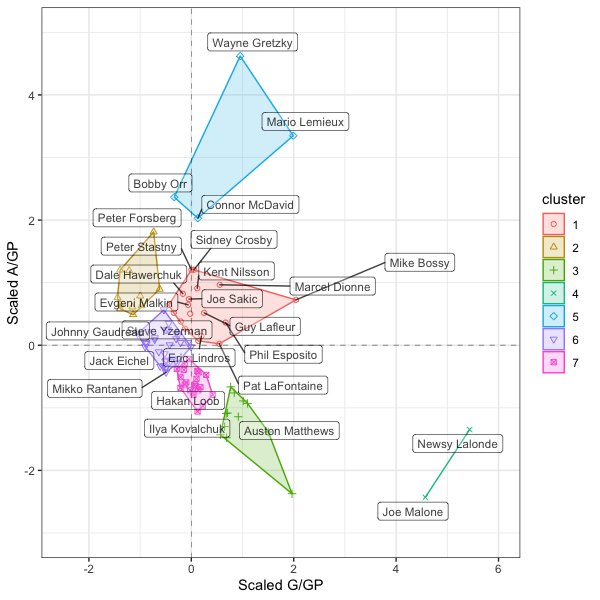 Wayne Gretzky
Mario Lemieux
Bobby Orr
Connor McDavid
Peter Forsberg
Sidney Crosby
Peter Stastny
Mike Bossy
Dale Hawerchuk
Kent Nilsson
Marcel Dionne
Evgeni Malkin
Joe Sakic
Johnny Gaudreau
Steve Yzerman
Guy Lafleur
Jack Eichel
Eric Lindros
Phil Esposito
Mikko Rantanen
Pat LaFontaine
Hakan Loob
Ilya Kovalchuk
Auston Matthews
Newsy Lalonde
Joe Malone
4
2
0
-2
-2
0
2
4
6
Scaled G/GP
Scaled A/GP
cluster
1
2
3
4
5
6
7